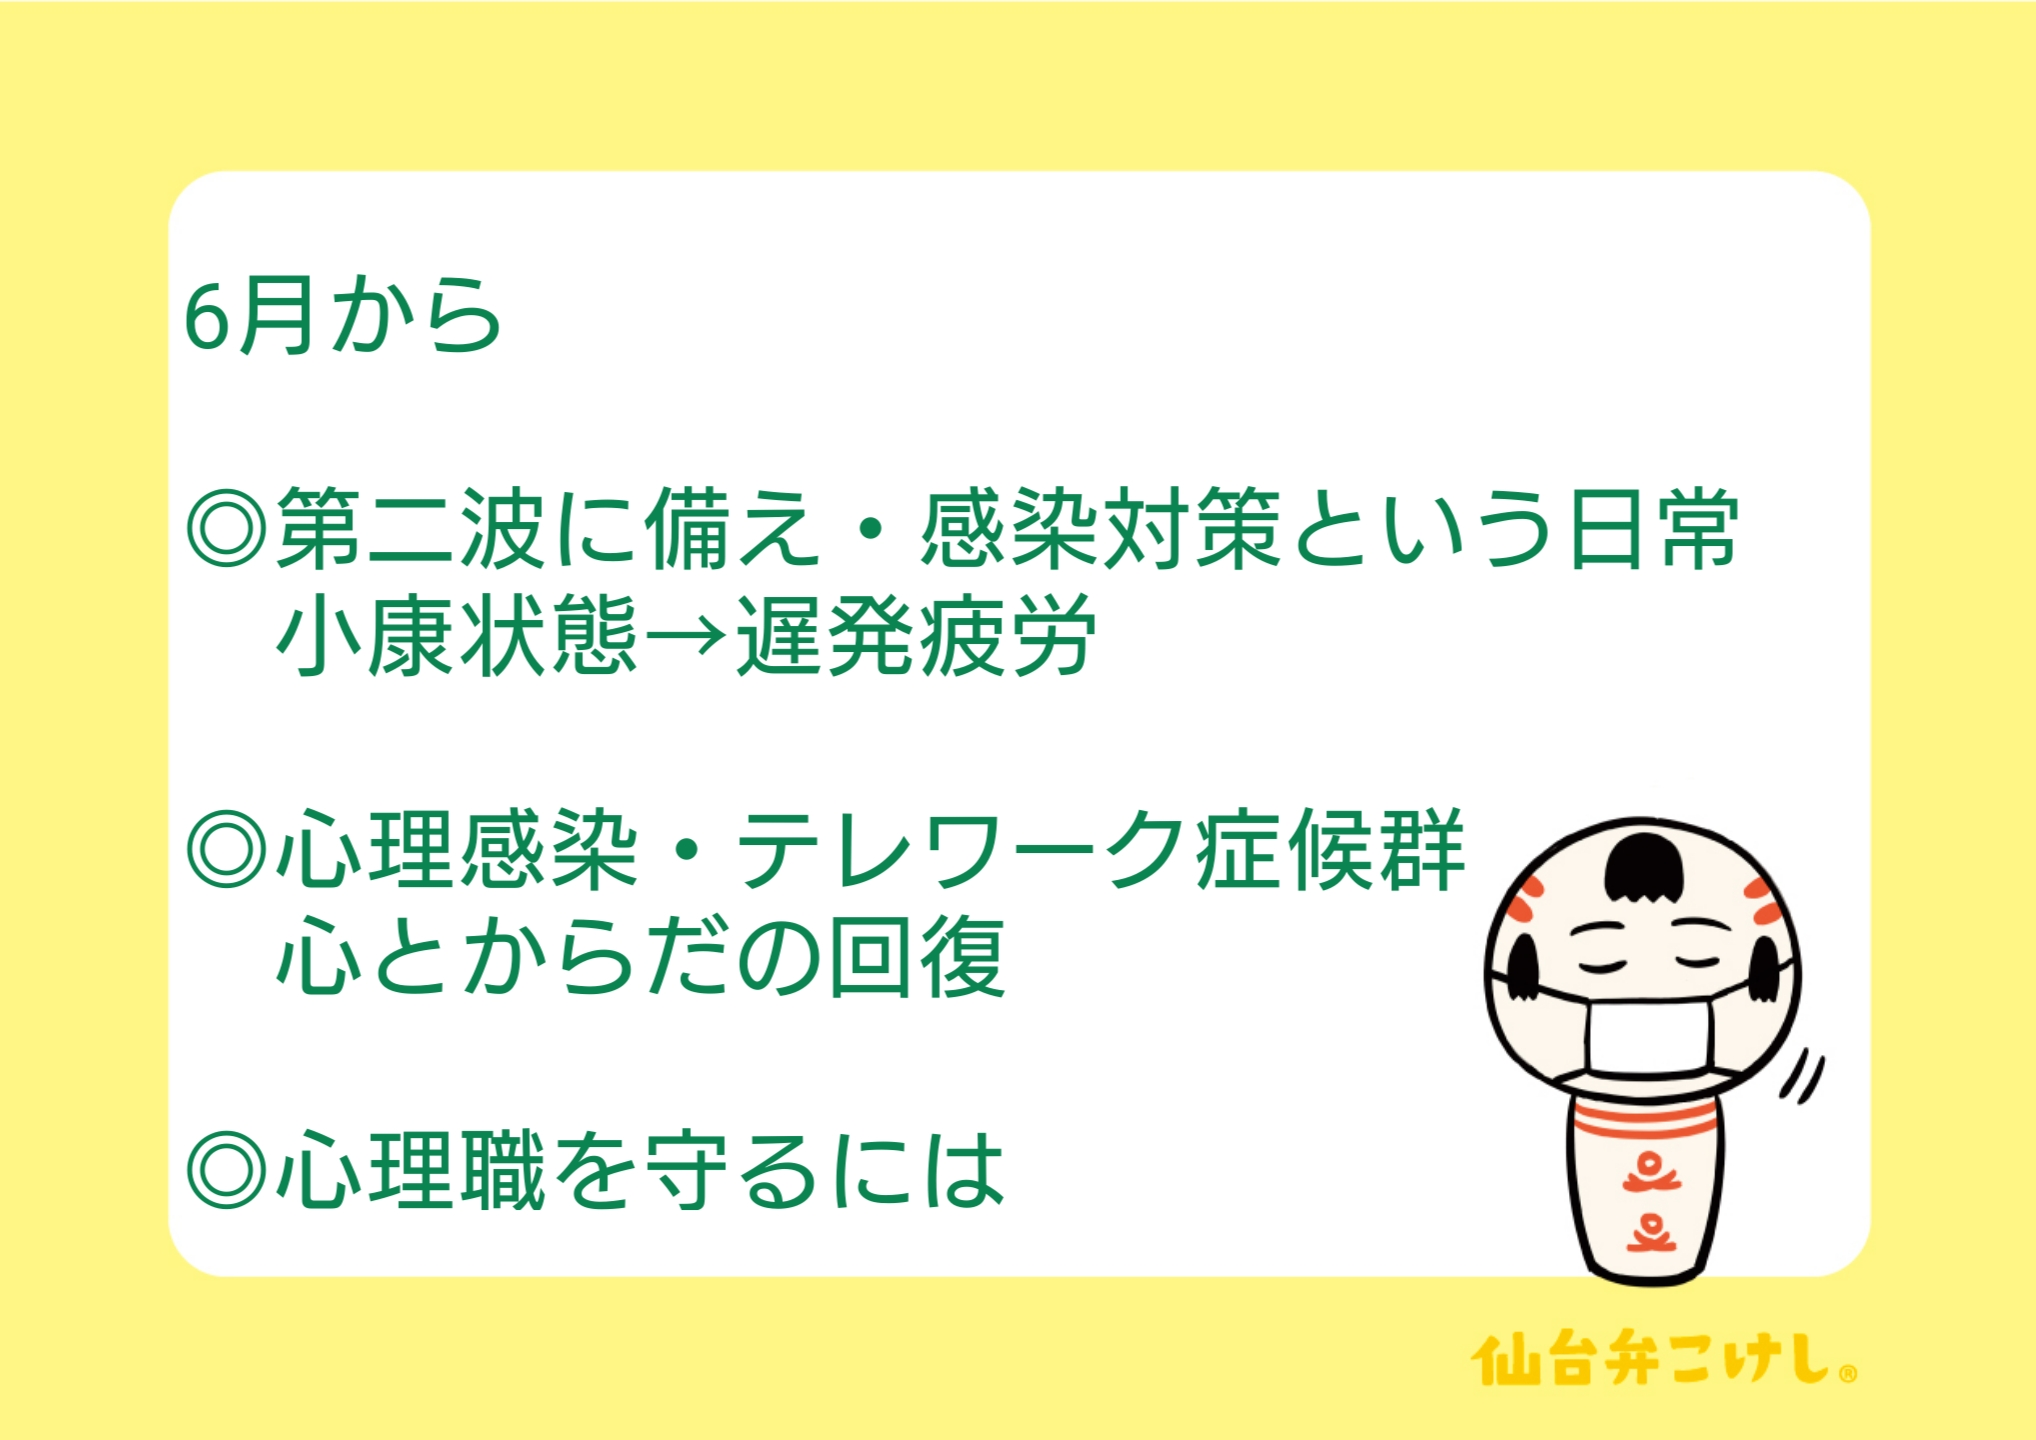 6月から
◎第二波に備え・感染対策という日常
小康状態→遅発疲労
◎心理感染・テレワーク症候群
心とからだの回復
◎心理職を守るには
仙台弁こけし®